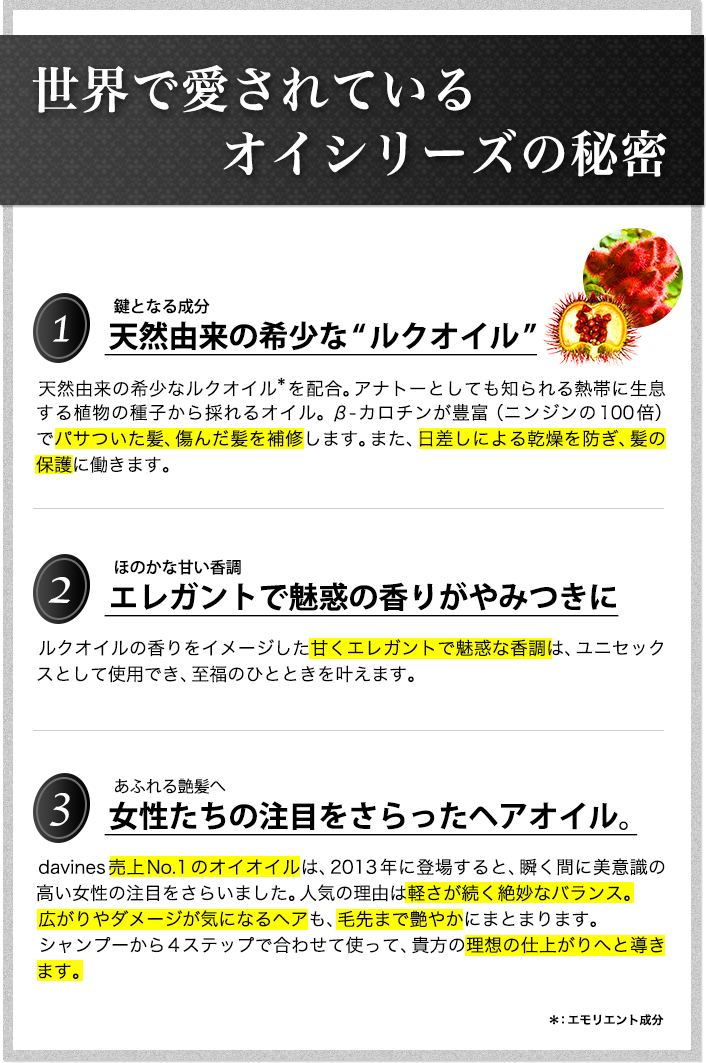 世界で愛されている
オイシリーズの秘密
1
鍵となる成分
天然由来の希少な“ルクオイル”
天然由来の希少なルクオイル*を配合。アナトーとしても知られる熱帯に生息
する植物の種子から採れるオイル。β-カロチンが豊富(ニンジンの100倍)
でパサついた髪、傷んだ髪を補修します。また、日差しによる乾燥を防ぎ、髪の
保護に働きます。
2
ほのかな甘い香調
エレガントで魅惑の香りがやみつきに
ルクオイルの香りをイメージした甘くエレガントで魅惑な香調は、ユニセック
スとして使用でき、至福のひとときを叶えます。
3
あふれる艶髪へ
女性たちの注目をさらったヘアオイル。
davines売上No.1のオイオイルは、2013年に登場すると、瞬く間に美意識の
高い女性の注目をさらいました。人気の理由は軽さが続く絶妙なバランス。
広がりやダメージが気になるヘアも、毛先まで艶やかにまとまります。
シャンプーから4ステップで合わせて使って、貴方の理想の仕上がりへと導き
ます。
*:エモリエント成分